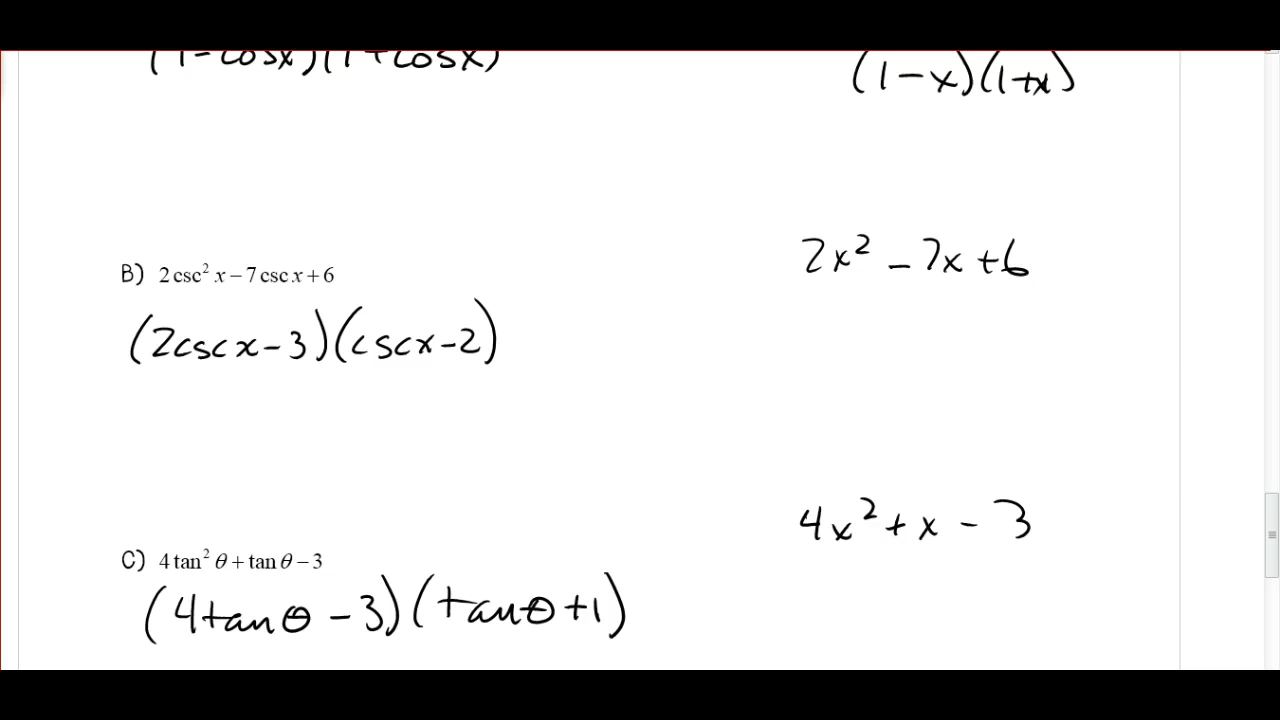 (1-cosx)(1+cosx)
(1-x)(1+x)
2x² - 7x + 6
B) 2 csc² x − 7 csc x + 6
(2cscx-3)(cscx-2)
4x² + x - 3
C) 4 tan² θ + tan θ − 3
(4tanθ - 3)(tanθ + 1)